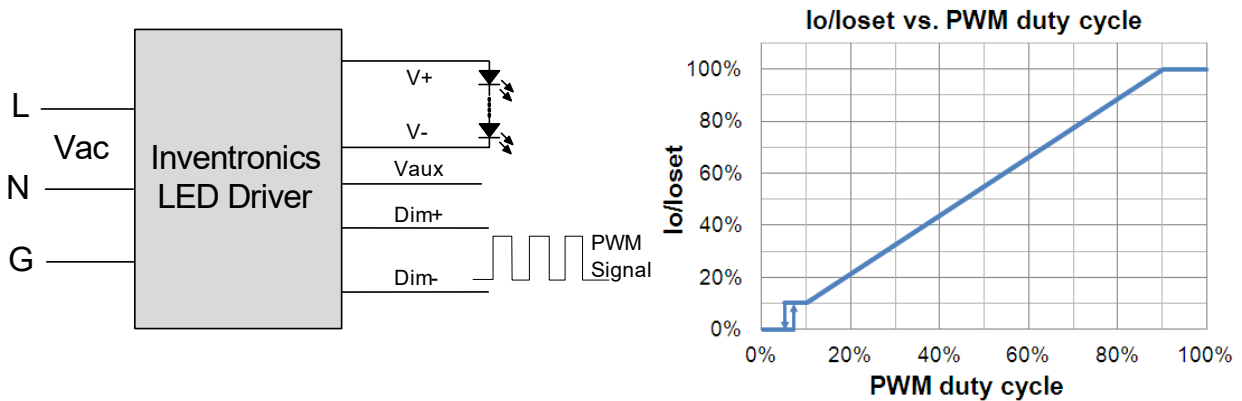 L
Vac
N
G
Inventronics
LED Driver
V+
V-
Vaux
Dim+
Dim-
PWM
Signal
Io/Ioset vs. PWM duty cycle
Io/Ioset
100%
80%
60%
40%
20%
0%
0% 20% 40% 60% 80% 100%
PWM duty cycle